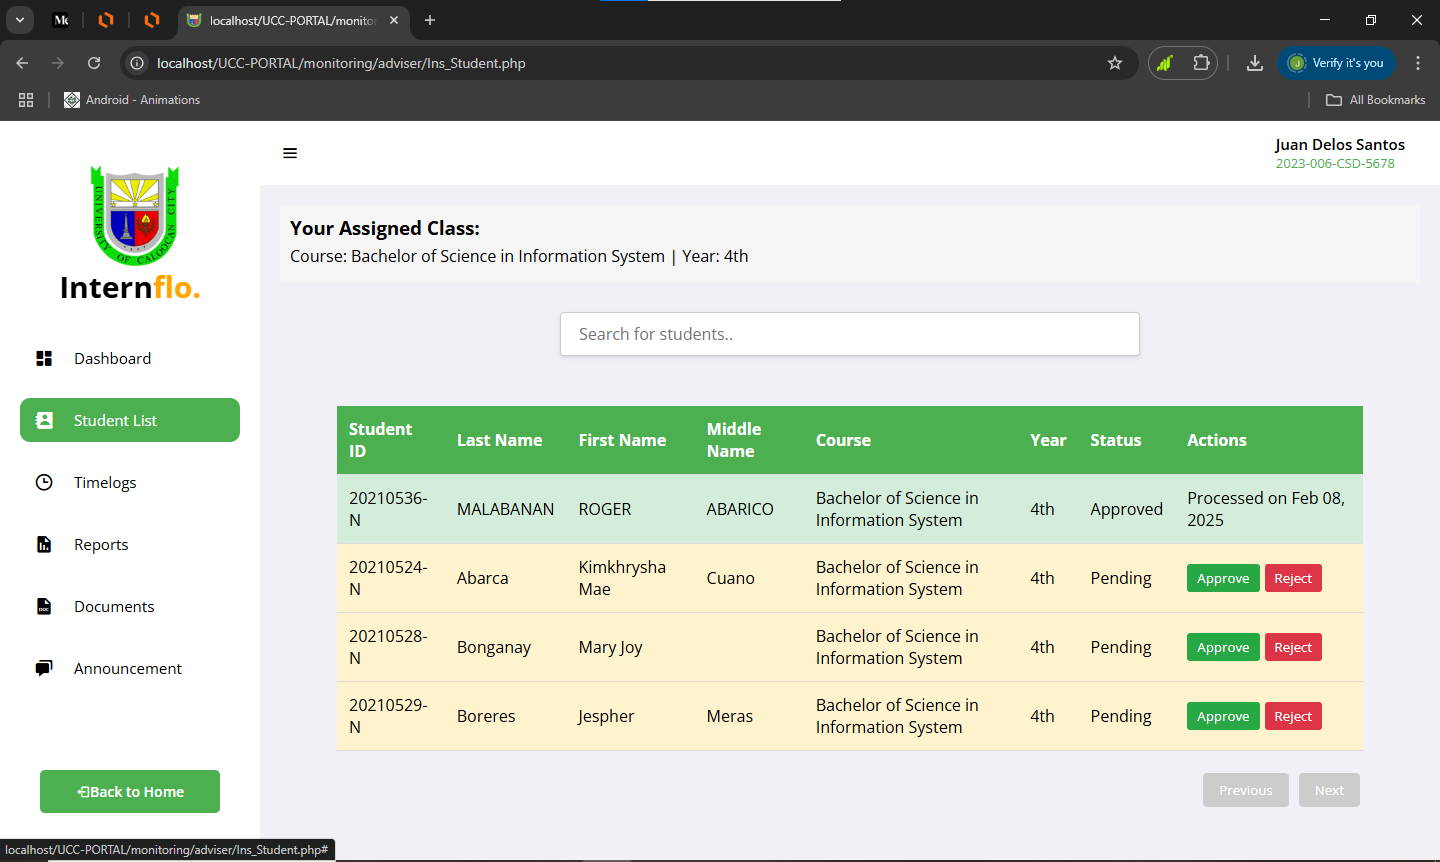 localhost/UCC-PORTAL/monitor
Verify it's you
localhost/UCC-PORTAL/monitoring/adviser/Ins_Student.php
Android - Animations
All Bookmarks
UNIVERSITY OF CALOOCAN CITY
Internflo.
Dashboard
Student List
Timelogs
Reports
Documents
Announcement
Back to Home
Juan Delos Santos
2023-006-CSD-5678
Your Assigned Class:
Course: Bachelor of Science in Information System | Year: 4th
Search for students..
Student ID Last Name First Name Middle Name Course Year Status Actions
20210536-N MALABANAN ROGER ABARICO Bachelor of Science in Information System 4th Approved Processed on Feb 08, 2025
20210524-N Abarca Kimkhrysha Mae Cuano Bachelor of Science in Information System 4th Pending Approve Reject
20210528-N Bonganay Mary Joy Bachelor of Science in Information System 4th Pending Approve Reject
20210529-N Boreres Jespher Meras Bachelor of Science in Information System 4th Pending Approve Reject
Previous Next
localhost/UCC-PORTAL/monitoring/adviser/Ins_Student.php#